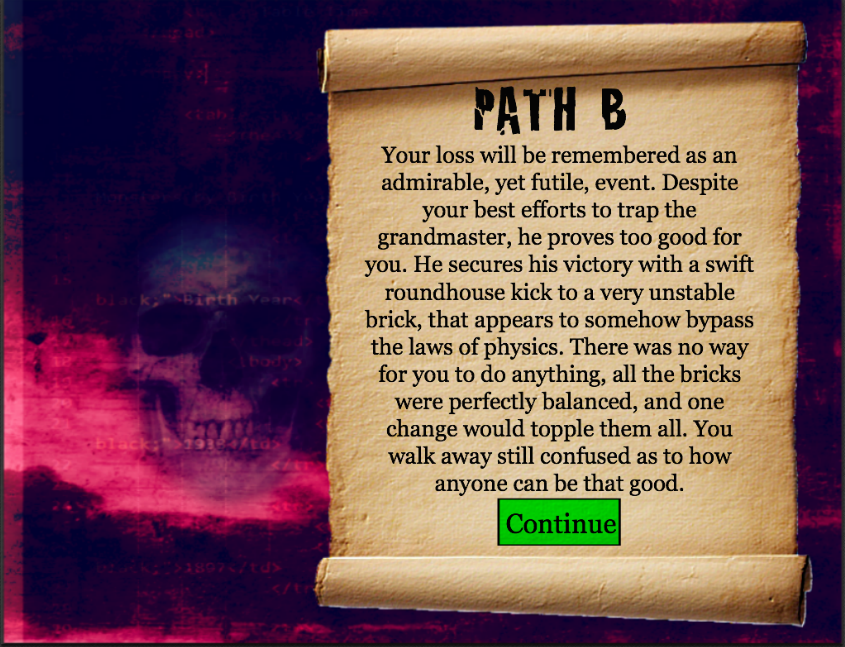 PATH B
Your loss will be remembered as an
admirable, yet futile, event. Despite
your best efforts to trap the
grandmaster, he proves too good for
you. He secures his victory with a swift
roundhouse kick to a very unstable
brick, that appears to somehow bypass
the laws of physics. There was no way
for you to do anything, all the bricks
were perfectly balanced, and one
change would topple them all. You
walk away still confused as to how
anyone can be that good.
Continue
black;">Birth Year<
</tr